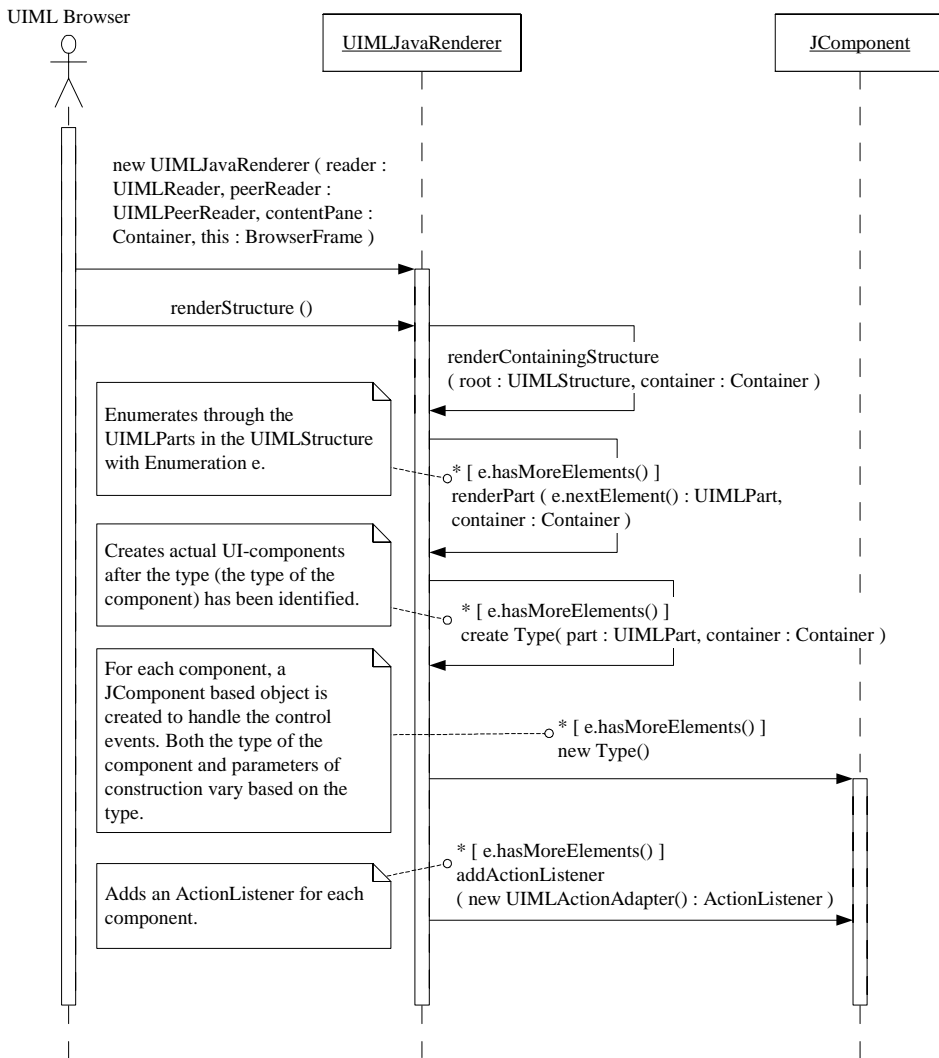 UIML Browser
UIMLJavaRenderer
JComponent
new UIMLJavaRenderer ( reader :
UIMLReader, peerReader :
UIMLPeerReader, contentPane :
Container, this : BrowserFrame )
renderStructure ()
renderContainingStructure
( root : UIMLStructure, container : Container )
Enumerates through the
UIMLParts in the UIMLStructure
with Enumeration e.
* [ e.hasMoreElements() ]
renderPart ( e.nextElement() : UIMLPart,
container : Container )
Creates actual UI-components
after the type (the type of the
component) has been identified.
* [ e.hasMoreElements() ]
create Type( part : UIMLPart, container : Container )
For each component, a
JComponent based object is
created to handle the control
events. Both the type of the
component and parameters of
construction vary based on the
type.
* [ e.hasMoreElements() ]
new Type()
* [ e.hasMoreElements() ]
addActionListener
( new UIMLActionAdapter() : ActionListener )
Adds an ActionListener for each
component.